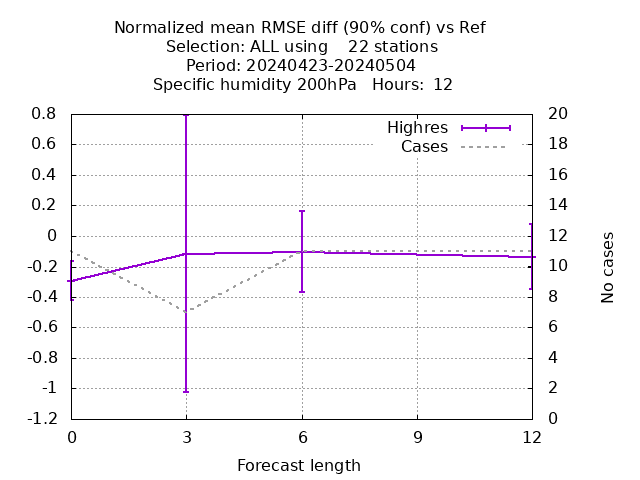 Normalized mean RMSE diff (90% conf) vs Ref
Selection: ALL using    22 stations
Period: 20240423-20240504
Specific humidity 200hPa   Hours:  12
Highres
Cases
0.8
0.6
0.4
0.2
0
-0.2
-0.4
-0.6
-0.8
-1
-1.2
20
18
16
14
12
10
8
6
4
2
0
No cases
0 3 6 9 12
Forecast length